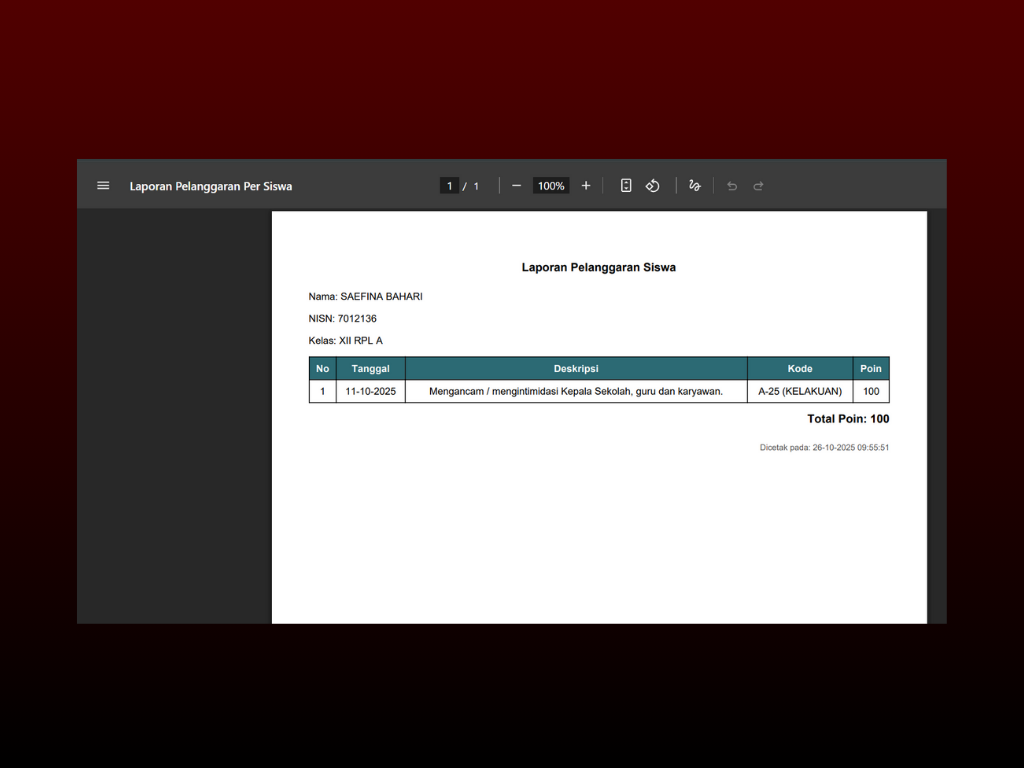 Laporan Pelanggaran Per Siswa
1 / 1
100%
Laporan Pelanggaran Siswa
Nama: SAEFINA BAHARI
NISN: 7012136
Kelas: XII RPL A
No Tanggal Deskripsi Kode Poin
1 11-10-2025 Mengancam / mengintimidasi Kepala Sekolah, guru dan karyawan. A-25 (KELAKUAN) 100
Total Poin: 100
Dicetak pada: 26-10-2025 09:55:51